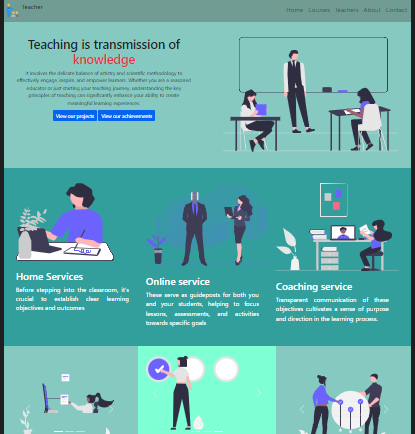 Teacher
Home Courses Teachers About Contact
Teaching is transmission of
knowledge
It involves the delicate balance of artistry and scientific methodology to
effectively engage, inspire, and empower learners. Whether you are a seasoned
educator or just starting your teaching journey, understanding the key
principles of teaching can significantly enhance your ability to create
meaningful learning experiences.
View our projects View our achievements
Home Services
Before stepping into the classroom, it's
crucial to establish clear learning
objectives and outcomes
Online service
These serve as guideposts for both you
and your students, helping to focus
lessons, assessments, and activities
towards specific goals
Coaching service
Transparent communication of these
objectives cultivates a sense of purpose
and direction in the learning process.